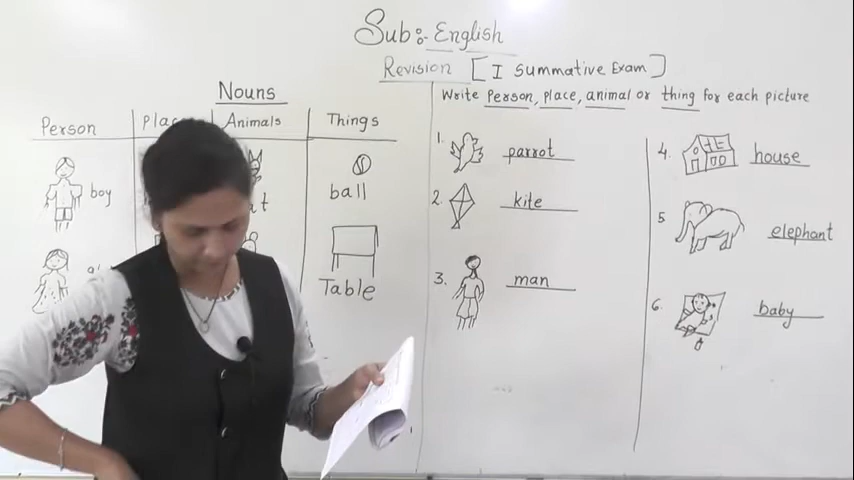 Sub:- English
Revision [I Summative Exam]
Nouns
Person
Animals
Things
boy
ball
Table
Write Person, place, animal or thing for each picture
1. parrot
2. kite
3. man
4. house
5 elephant
6. baby